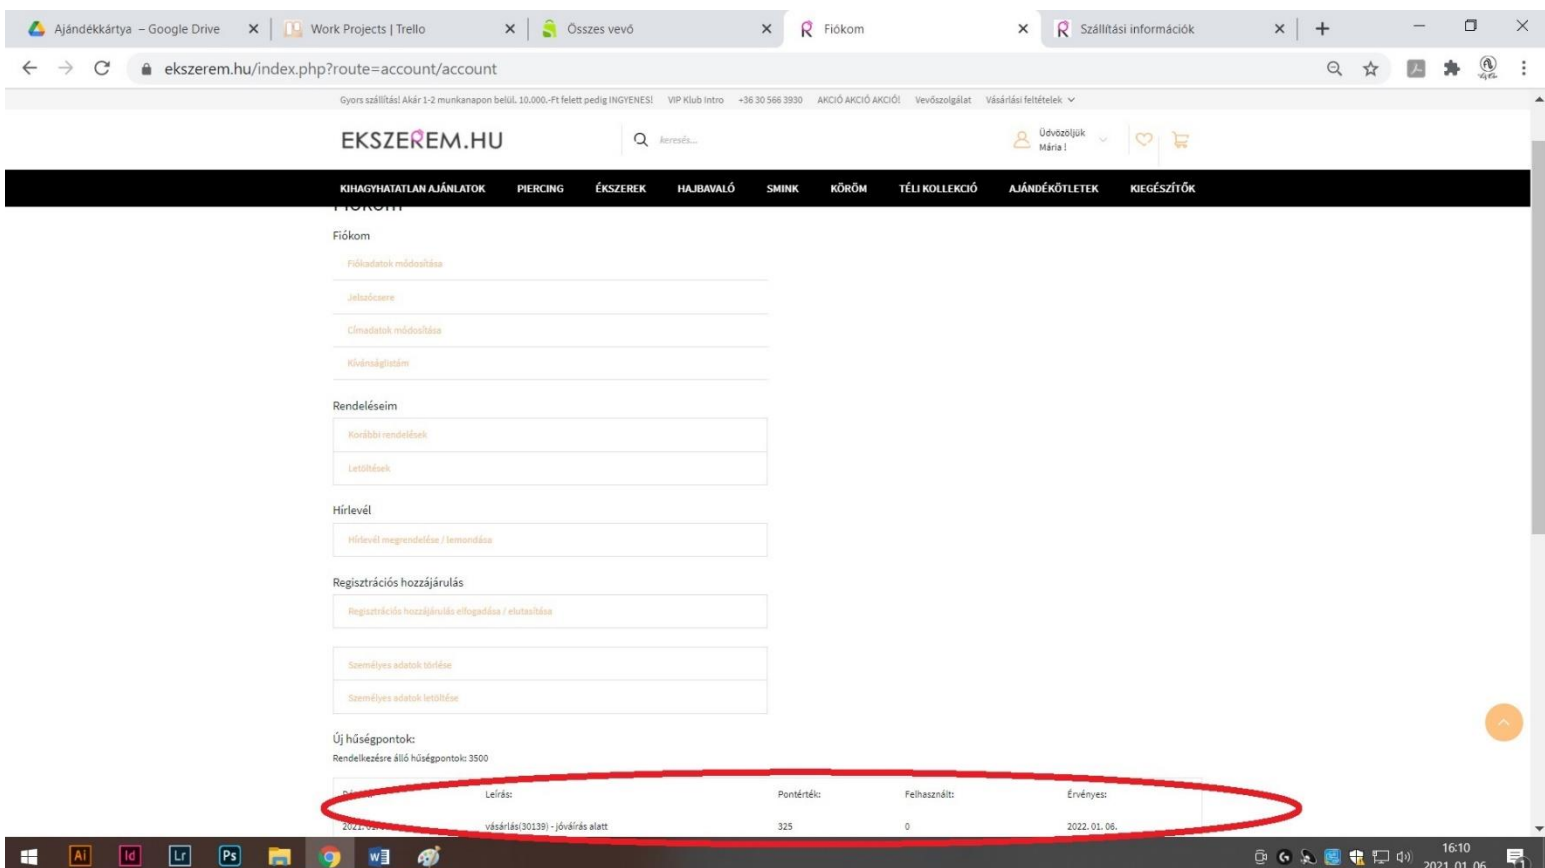 Ajándékkártya – Google Drive
Work Projects | Trello
Összes vevő
Fiókom
Szállítási információk
ekszerem.hu/index.php?route=account/account
Gyors szállítás! Akár 1-2 munkanapon belül. 10.000.-Ft felett pedig INGYENES! VIP Klub Intro +36 30 566 3930 AKCIÓ AKCIÓ AKCIÓ! Vevőszolgálat Vásárlási feltételek
EKSZEREM.HU
keresés...
Üdvözöljük
Mária !
KIHAGYHATATLAN AJÁNLATOK PIERCING ÉKSZEREK HAJBAVALÓ SMINK KÖRÖM TÉLI KOLLEKCIÓ AJÁNDÉKÖTLETEK KIEGÉSZÍTŐK
Fiókom
Fiókom
Fiókadatok módosítása
Jelszócsere
Címadatok módosítása
Kívánságlistám
Rendeléseim
Korábbi rendelések
Letöltések
Hírlevél
Hírlevél megrendelése / lemondása
Regisztrációs hozzájárulás
Regisztrációs hozzájárulás elfogadása / elutasítása
Személyes adatok törlése
Személyes adatok letöltése
Új hűségpontok:
Rendelkezésre álló hűségpontok: 3500
Leírás: Pontérték: Felhasznált: Érvényes:
vásárlás(30139) - jóváírás alatt 325 0 2022. 01. 06.
Ai Id Lr Ps
16:10
2021. 01. 06.